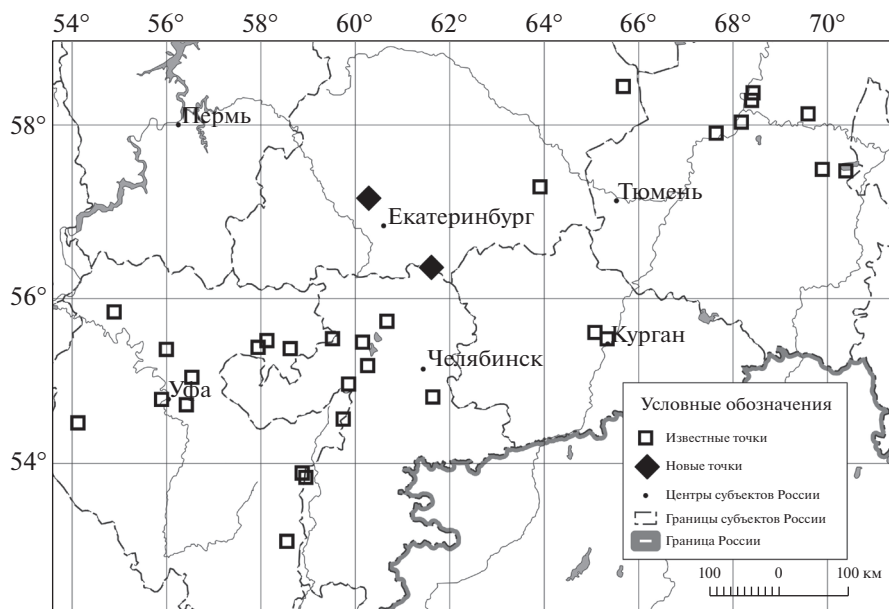 54° 56° 58° 60° 62° 64° 66° 68° 70°
58°
Пермь
Тюмень
Екатеринбург
56°
Курган
Челябинск
Уфа
54°
Условные обозначения
Известные точки
Новые точки
Центры субъектов России
Границы субъектов России
Граница России
100 0 100 км